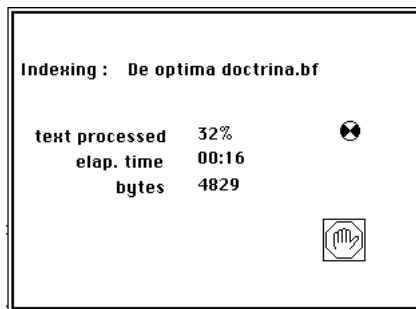 Indexing : De optima doctrina.bf
text processed 32%
elap. time 00:16
bytes 4829